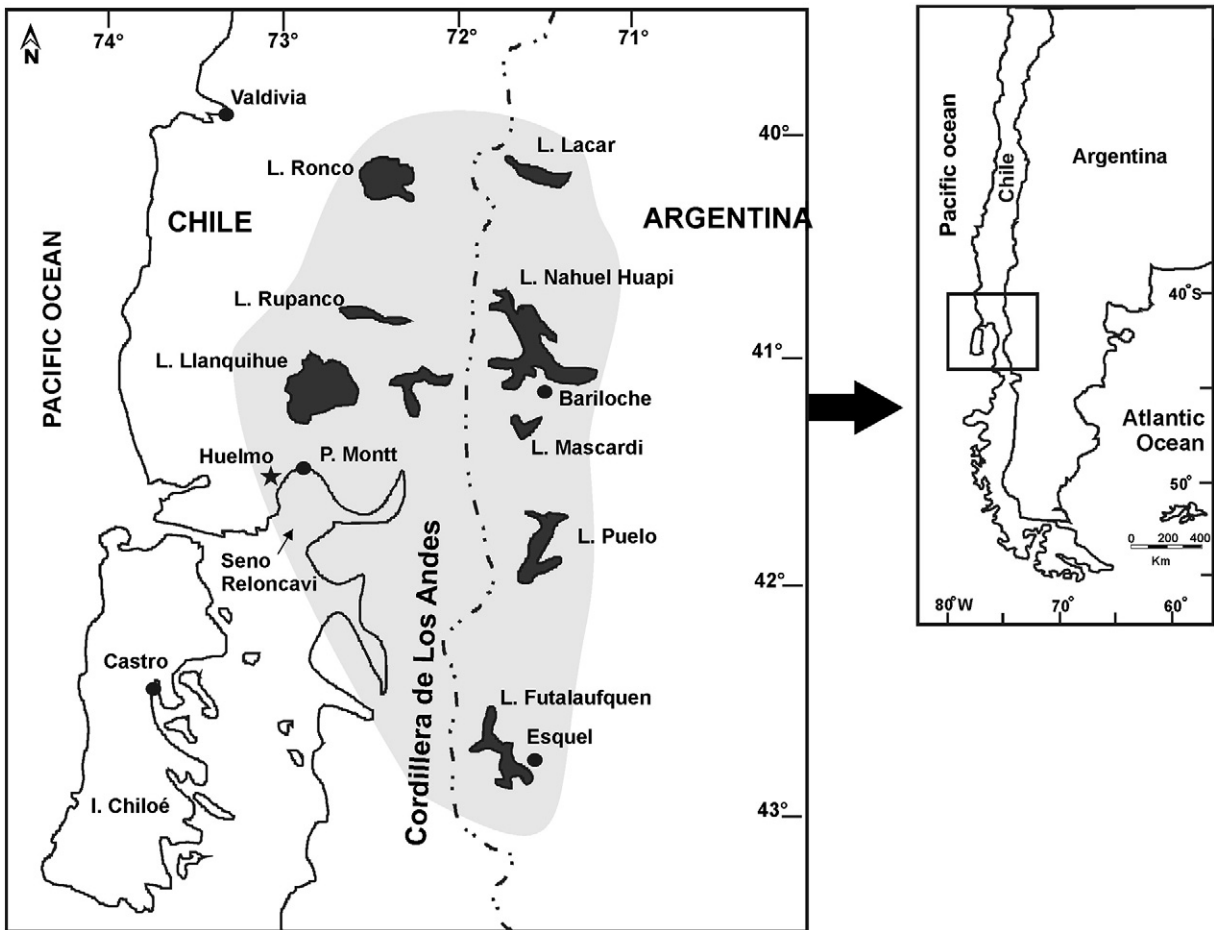 74°
73°
72°
71°
N
Valdivia
40°
L. Lacar
L. Ronco
CHILE
ARGENTINA
PACIFIC OCEAN
L. Nahuel Huapi
L. Rupanco
L. Llanquihue
41°
Bariloche
L. Mascardi
Huelmo
P. Montt
L. Puelo
Seno
Reloncavi
42°
Cordillera de Los Andes
Castro
L. Futalaufquen
Esquel
I. Chiloé
43°
Pacific ocean
Chile
Argentina
40°S
Atlantic
Ocean
50°
0 200 400
Km
80°W
70°
60°